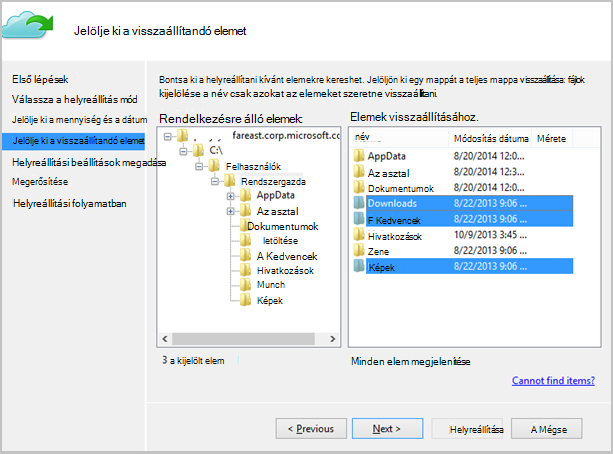 Jelölje ki a visszaállítandó elemet
Első lépések
Válassza a helyreállítás mód
Jelölje ki a mennyiség és a dátum
Jelölje ki a visszaállítandó elemet
Helyreállítási beállítások megadása
Megerősítése
Helyreállítási folyamatban
Bontsa ki a helyreállítani kívánt elemekre kereshet. Jelöljön ki egy mappát a teljes mappa visszaállítása: fájlok
kijelölése a név csak azokat az elemeket szeretne visszaállítani.
Rendelkezésre álló elemek:
fareast.corp.microsoft.cc
C:\
Felhasználók
Rendszergazda
AppData
Az asztal
Dokumentumok
letöltése
A Kedvencek
Hivatkozások
Munch
Képek
3 a kijelölt elem
Elemek visszaállításához.
név Módosítás dátuma Mérete
AppData 8/20/2014 12:0...
Az asztal 8/20/2014 12:3...
Dokumentumok 8/20/2014 12:0...
Downloads 8/22/2013 9:06 ...
F Kedvencek 8/22/2013 9:06 ...
Hivatkozások 10/9/2013 3:45 ...
Zene 8/22/2013 9:06 ...
Képek 8/22/2013 9:06 ...
Minden elem megjelenítése
Cannot find items?
< Previous
Next >
Helyreállítása
A Mégse